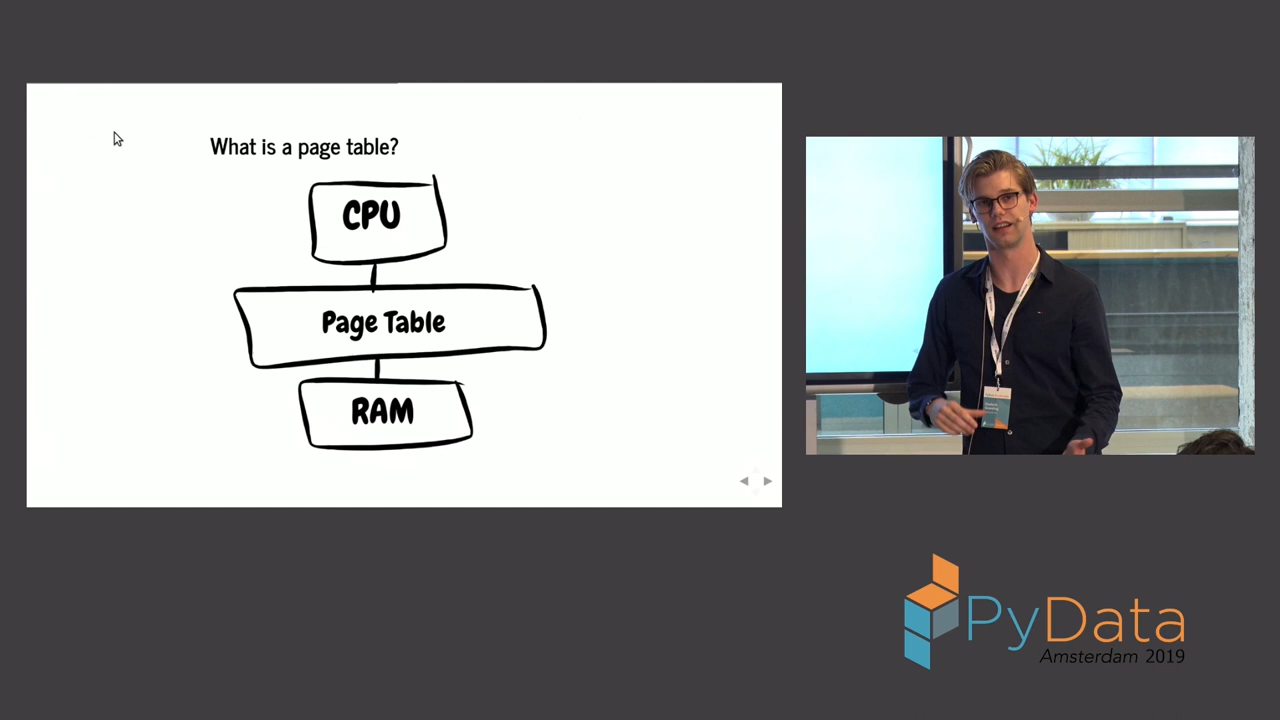 What is a page table?
CPU
Page Table
RAM
PyData
Amsterdam 2019